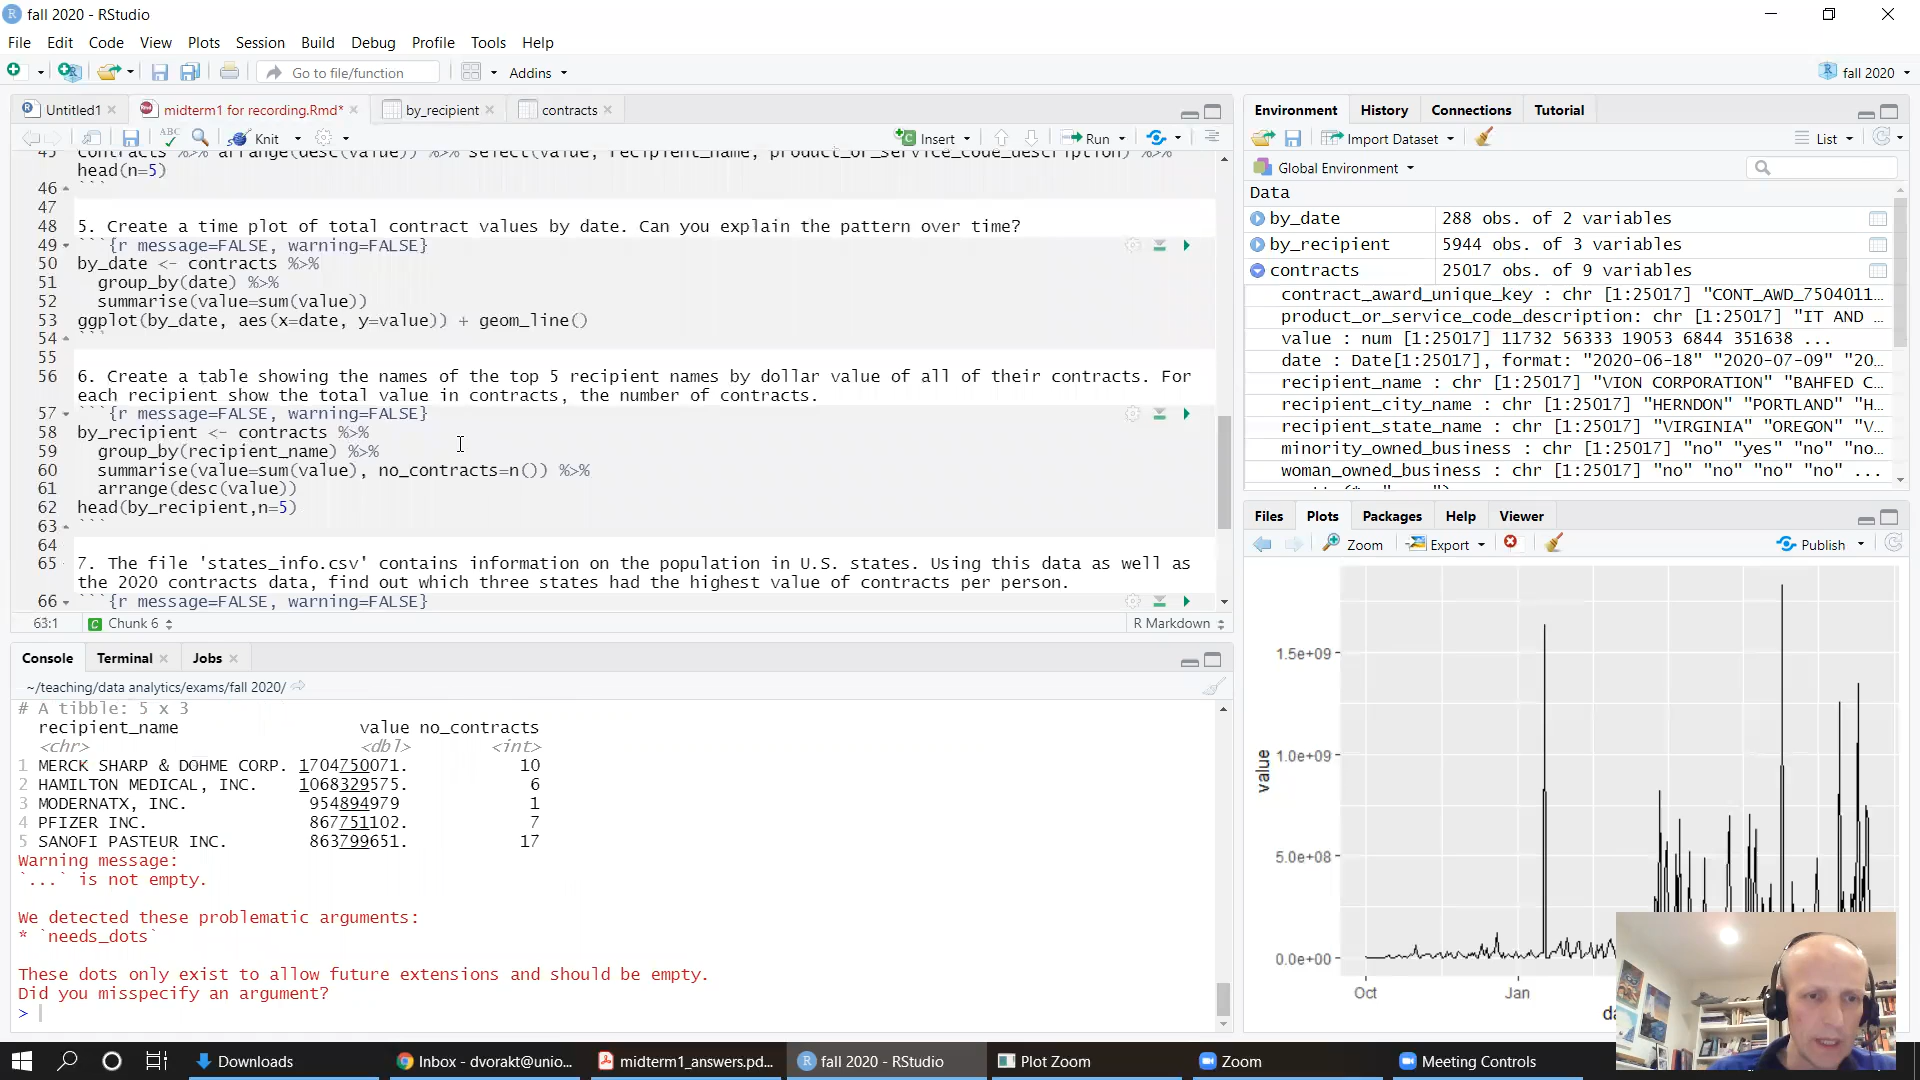 fall 2020 - RStudio
File Edit Code View Plots Session Build Debug Profile Tools Help
Go to file/function Addins fall 2020
Untitled1 midterm1 for recording.Rmd* by_recipient contracts
ABC Knit Insert Run
45 contracts %>% arrange(desc(value)) %>% select(value, recipient_name, product_or_service_code_description) %>%
head(n=5)
46 ```
47
48 5. Create a time plot of total contract values by date. Can you explain the pattern over time?
49 ```{r message=FALSE, warning=FALSE}
50 by_date <- contracts %>%
51 group_by(date) %>%
52 summarise(value=sum(value))
53 ggplot(by_date, aes(x=date, y=value)) + geom_line()
54 ```
55
56 6. Create a table showing the names of the top 5 recipient names by dollar value of all of their contracts. For
each recipient show the total value in contracts, the number of contracts.
57 ```{r message=FALSE, warning=FALSE}
58 by_recipient <- contracts %>%
59 group_by(recipient_name) %>%
60 summarise(value=sum(value), no_contracts=n()) %>%
61 arrange(desc(value))
62 head(by_recipient,n=5)
63 ```
64
65 7. The file 'states_info.csv' contains information on the population in U.S. states. Using this data as well as
the 2020 contracts data, find out which three states had the highest value of contracts per person.
66 ```{r message=FALSE, warning=FALSE}
63:1 Chunk 6 R Markdown
Console Terminal Jobs
~/teaching/data analytics/exams/fall 2020/
# A tibble: 5 x 3
recipient_name value no_contracts
<chr> <dbl> <int>
1 MERCK SHARP & DOHME CORP. 1704750071. 10
2 HAMILTON MEDICAL, INC. 1068329575. 6
3 MODERNATX, INC. 954894979 1
4 PFIZER INC. 867751102. 7
5 SANOFI PASTEUR INC. 863799651. 17
Warning message:
`...` is not empty.
We detected these problematic arguments:
* `needs_dots`
These dots only exist to allow future extensions and should be empty.
Did you misspecify an argument?
>
Environment History Connections Tutorial
Import Dataset List
Global Environment
Data
by_date 288 obs. of 2 variables
by_recipient 5944 obs. of 3 variables
contracts 25017 obs. of 9 variables
contract_award_unique_key : chr [1:25017] "CONT_AWD_7504011…
product_or_service_code_description: chr [1:25017] "IT AND …
value : num [1:25017] 11732 56333 19053 6844 351638 ...
date : Date[1:25017], format: "2020-06-18" "2020-07-09" "20…
recipient_name : chr [1:25017] "VION CORPORATION" "BAHFED C…
recipient_city_name : chr [1:25017] "HERNDON" "PORTLAND" "H…
recipient_state_name : chr [1:25017] "VIRGINIA" "OREGON" "V…
minority_owned_business : chr [1:25017] "no" "yes" "no" "no…
woman_owned_business : chr [1:25017] "no" "no" "no" "no" ...
Files Plots Packages Help Viewer
Zoom Export Publish
1.5e+09
1.0e+09
5.0e+08
0.0e+00
value
Oct Jan
da
Downloads Inbox - dvorakt@unio... midterm1_answers.pd... fall 2020 - RStudio Plot Zoom Zoom Meeting Controls